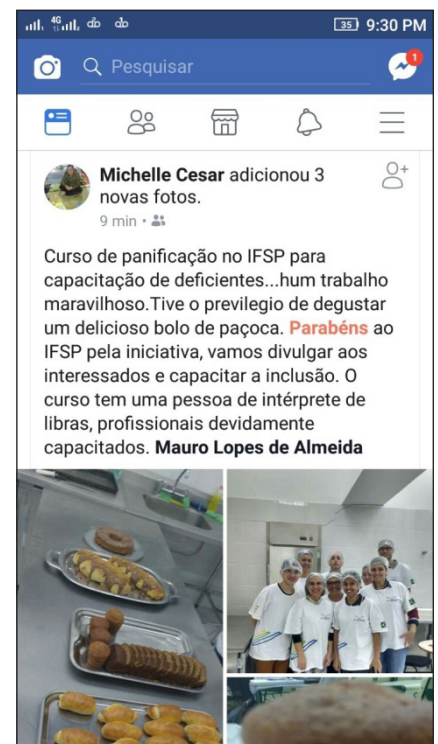 4G 35 9:30 PM
Pesquisar 1
Michelle Cesar adicionou 3
novas fotos.
9 min •
Curso de panificação no IFSP para
capacitação de deficientes...hum trabalho
maravilhoso.Tive o previlegio de degustar
um delicioso bolo de paçoca. Parabéns ao
IFSP pela iniciativa, vamos divulgar aos
interessados e capacitar a inclusão. O
curso tem uma pessoa de intérprete de
libras, profissionais devidamente
capacitados. Mauro Lopes de Almeida